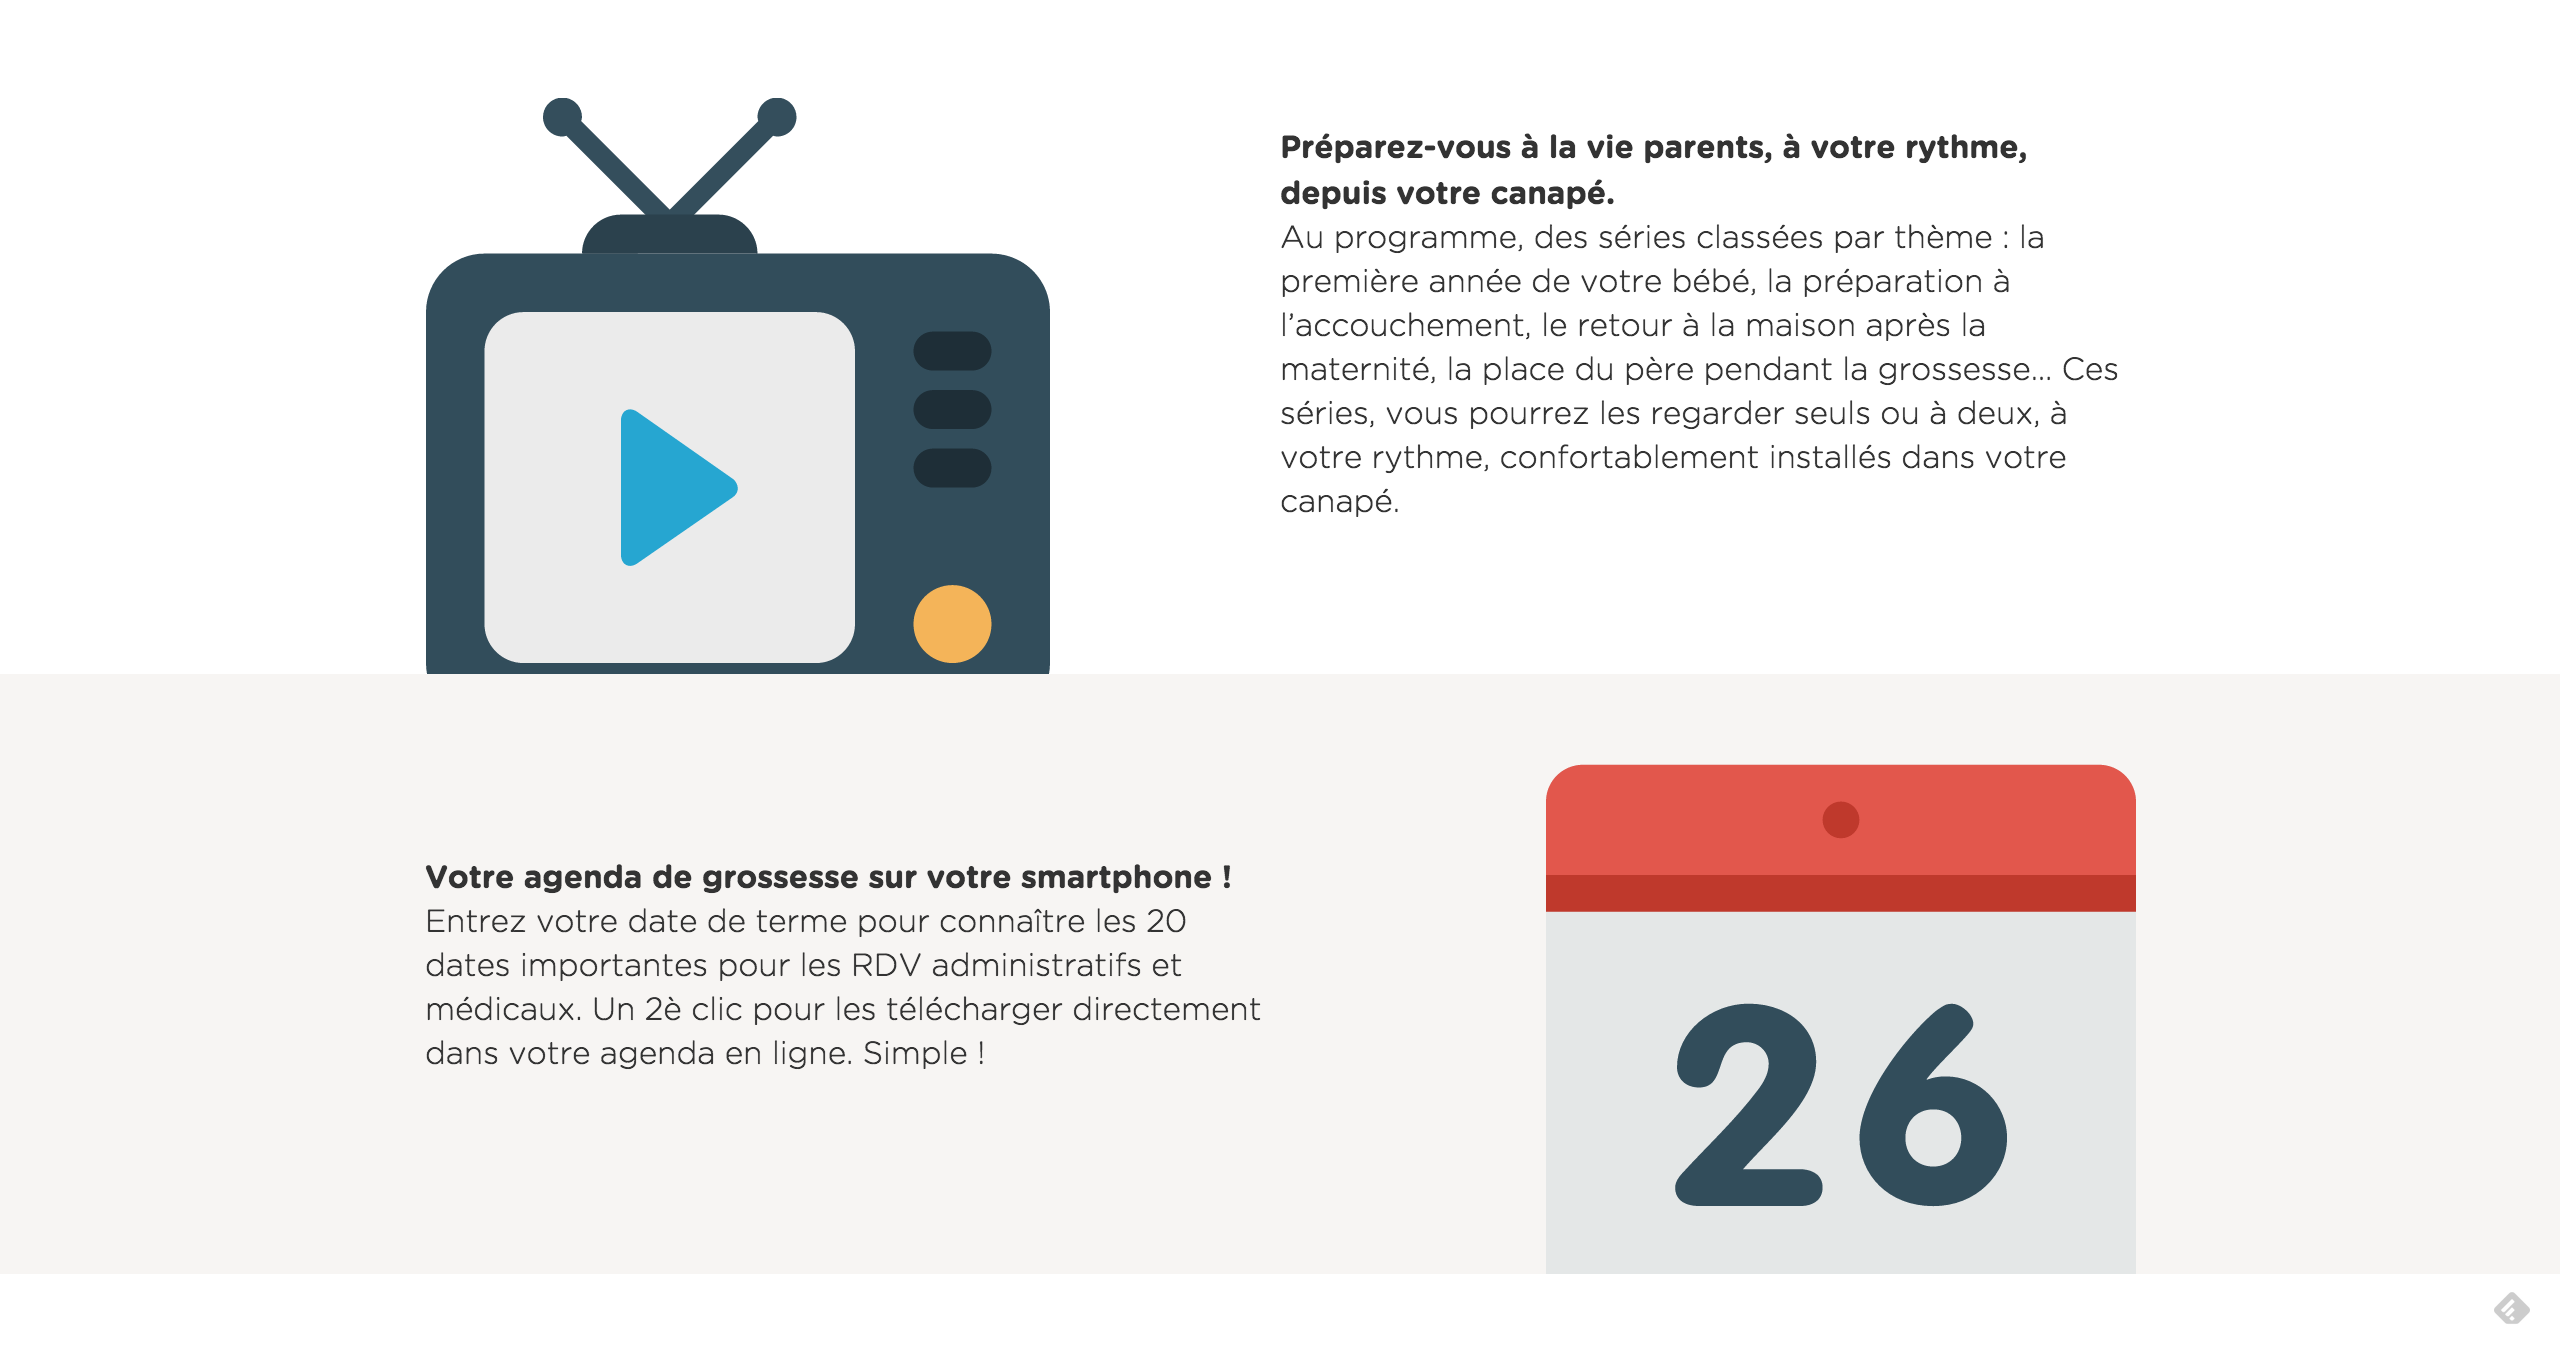 Préparez-vous à la vie parents, à votre rythme,
depuis votre canapé.
Au programme, des séries classées par thème : la
première année de votre bébé, la préparation à
l’accouchement, le retour à la maison après la
maternité, la place du père pendant la grossesse... Ces
séries, vous pourrez les regarder seuls ou à deux, à
votre rythme, confortablement installés dans votre
canapé.
Votre agenda de grossesse sur votre smartphone !
Entrez votre date de terme pour connaître les 20
dates importantes pour les RDV administratifs et
médicaux. Un 2è clic pour les télécharger directement
dans votre agenda en ligne. Simple !
26